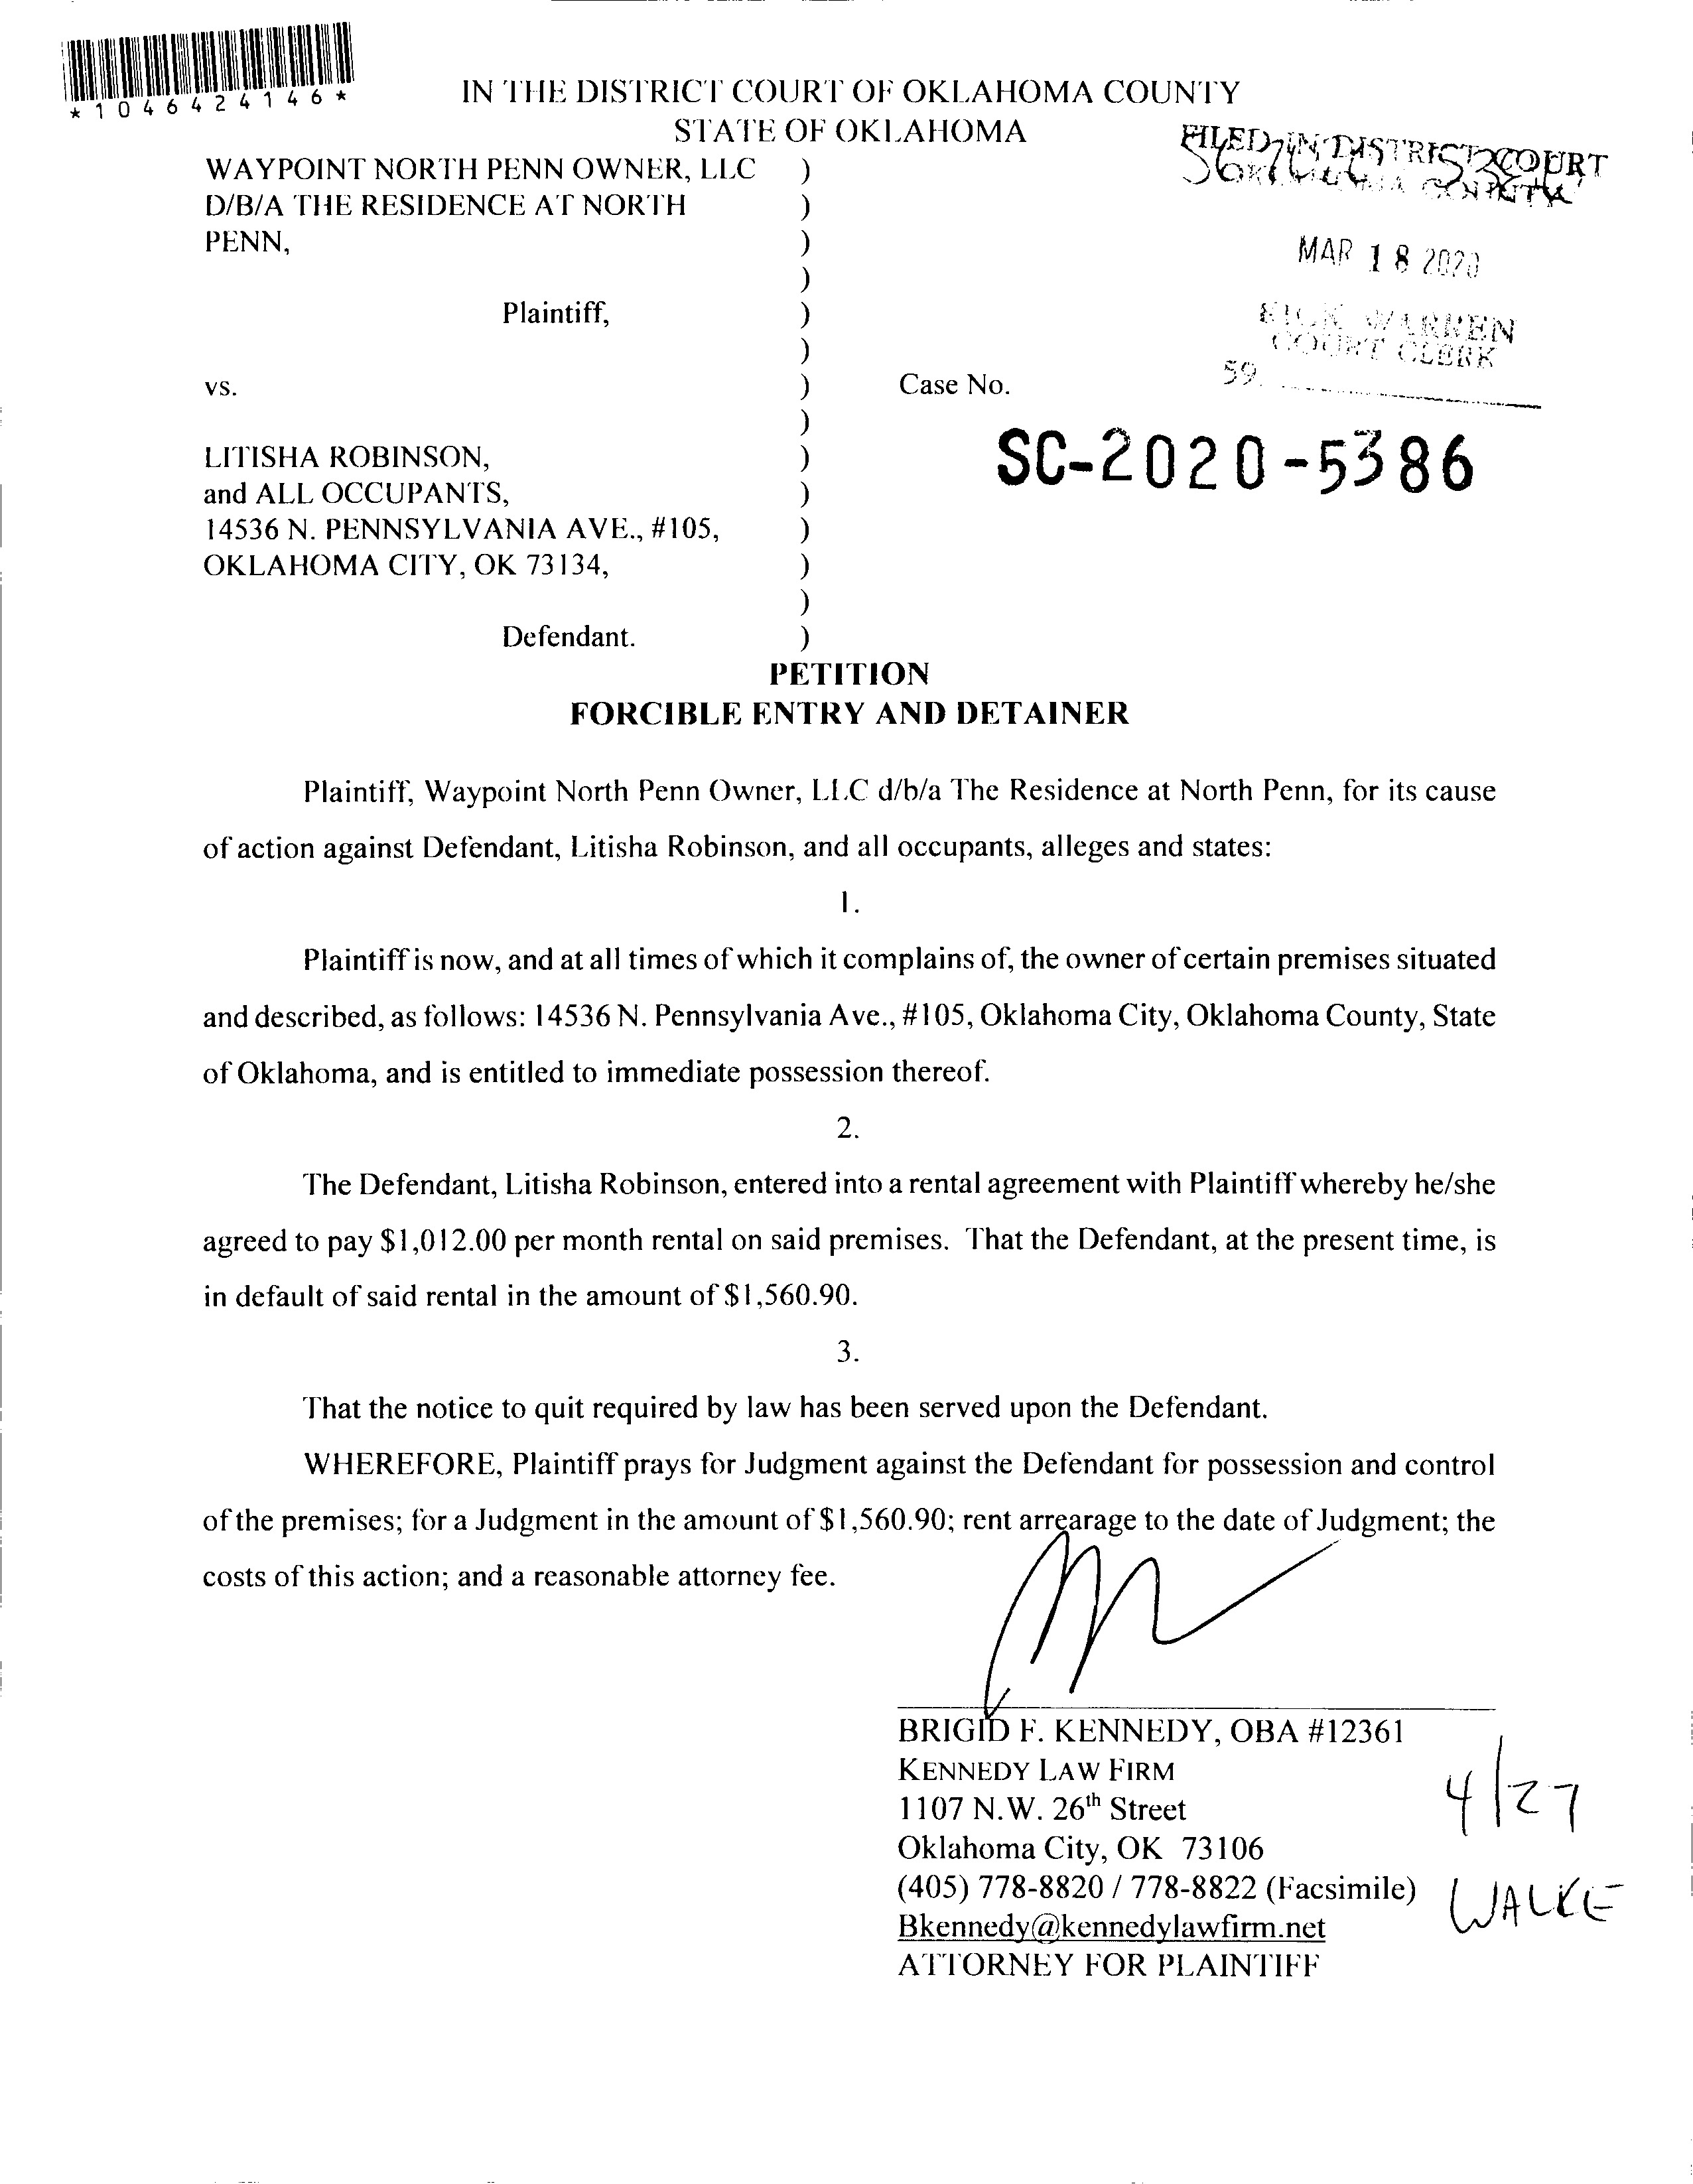 *1046424146*
IN THE DISTRICT COURT OF OKLAHOMA COUNTY
STATE OF OKLAHOMA
FILED IN DISTRICT COURT
WAYPOINT NORTH PENN OWNER, LLC )
D/B/A THE RESIDENCE AT NORTH )
PENN, )
MAR 18 2020
)
Plaintiff, )
RICK WARREN
COURT CLERK
)
vs. ) Case No.
59
)
SC-2020-5386
LITISHA ROBINSON, )
and ALL OCCUPANTS, )
14536 N. PENNSYLVANIA AVE., #105, )
OKLAHOMA CITY, OK 73134, )
)
Defendant. )
PETITION
FORCIBLE ENTRY AND DETAINER
Plaintiff, Waypoint North Penn Owner, LLC d/b/a The Residence at North Penn, for its cause
of action against Defendant, Litisha Robinson, and all occupants, alleges and states:
1.
Plaintiff is now, and at all times of which it complains of, the owner of certain premises situated
and described, as follows: 14536 N. Pennsylvania Ave., #105, Oklahoma City, Oklahoma County, State
of Oklahoma, and is entitled to immediate possession thereof.
2.
The Defendant, Litisha Robinson, entered into a rental agreement with Plaintiff whereby he/she
agreed to pay $1,012.00 per month rental on said premises. That the Defendant, at the present time, is
in default of said rental in the amount of $1,560.90.
3.
That the notice to quit required by law has been served upon the Defendant.
WHEREFORE, Plaintiff prays for Judgment against the Defendant for possession and control
of the premises; for a Judgment in the amount of $1,560.90; rent arrearage to the date of Judgment; the
costs of this action; and a reasonable attorney fee.
BRIGID F. KENNEDY, OBA #12361
KENNEDY LAW FIRM
1107 N.W. 26th Street
4/27
Oklahoma City, OK 73106
(405) 778-8820 / 778-8822 (Facsimile)
WALKE
Bkennedy@kennedylawfirm.net
ATTORNEY FOR PLAINTIFF